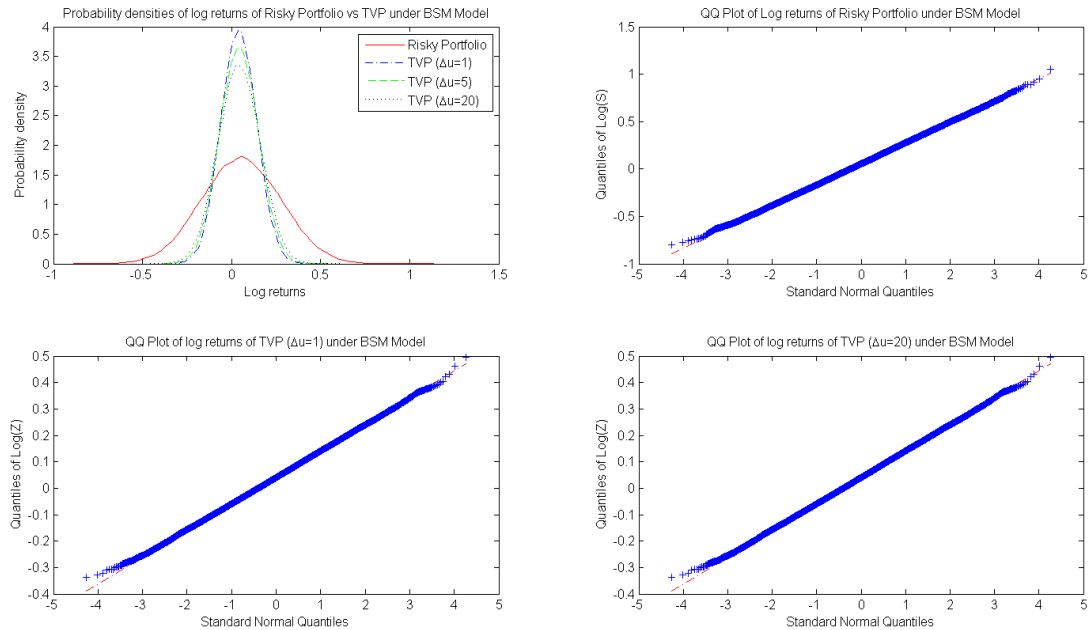 Probability densities of log returns of Risky Portfolio vs TVP under BSM Model
4
3.5
3
2.5
2
1.5
1
0.5
0
Probability density
Risky Portfolio
TVP (Δu=1)
TVP (Δu=5)
TVP (Δu=20)
-1 -0.5 0 0.5 1 1.5
Log returns
QQ Plot of Log returns of Risky Portfolio under BSM Model
1.5
1
0.5
0
-0.5
-1
Quantiles of Log(S)
-5 -4 -3 -2 -1 0 1 2 3 4 5
Standard Normal Quantiles
QQ Plot of log returns of TVP (Δu=1) under BSM Model
0.5
0.4
0.3
0.2
0.1
0
-0.1
-0.2
-0.3
-0.4
Quantiles of Log(Z)
-5 -4 -3 -2 -1 0 1 2 3 4 5
Standard Normal Quantiles
QQ Plot of log returns of TVP (Δu=20) under BSM Model
0.5
0.4
0.3
0.2
0.1
0
-0.1
-0.2
-0.3
-0.4
Quantiles of Log(Z)
-5 -4 -3 -2 -1 0 1 2 3 4 5
Standard Normal Quantiles